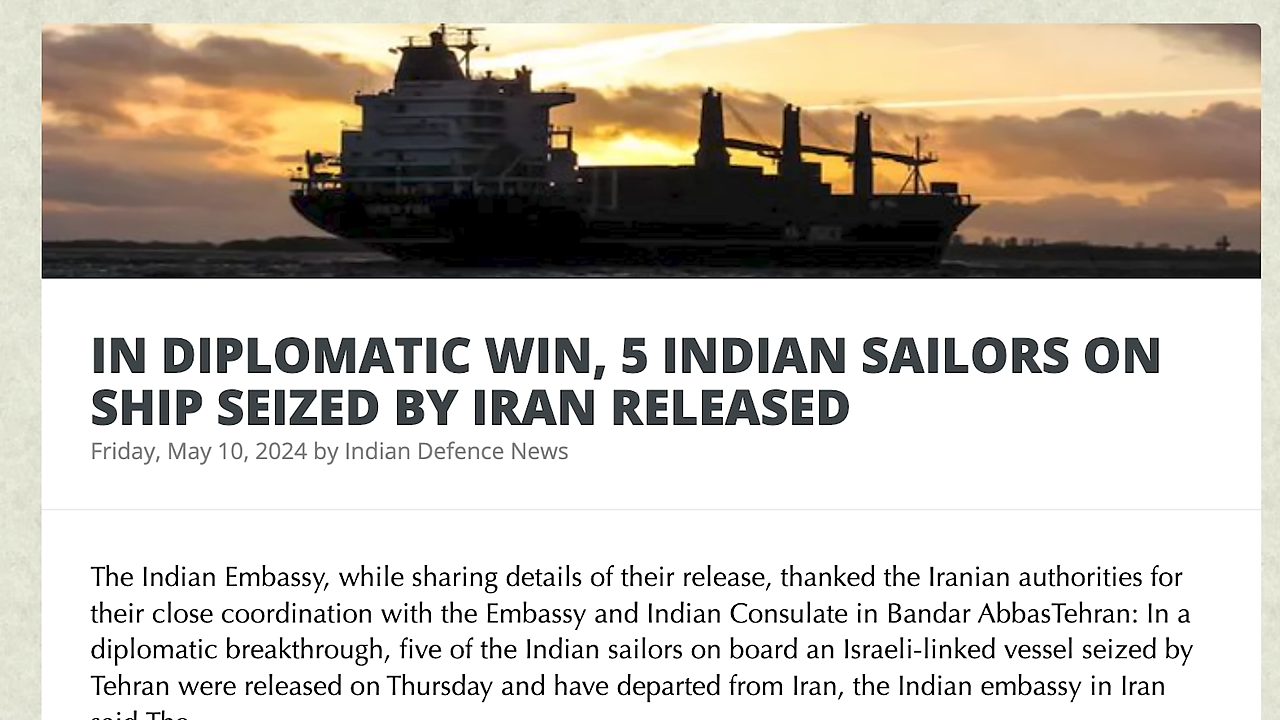 IN DIPLOMATIC WIN, 5 INDIAN SAILORS ON
SHIP SEIZED BY IRAN RELEASED
Friday, May 10, 2024 by Indian Defence News
The Indian Embassy, while sharing details of their release, thanked the Iranian authorities for
their close coordination with the Embassy and Indian Consulate in Bandar AbbasTehran: In a
diplomatic breakthrough, five of the Indian sailors on board an Israeli-linked vessel seized by
Tehran were released on Thursday and have departed from Iran, the Indian embassy in Iran
said The